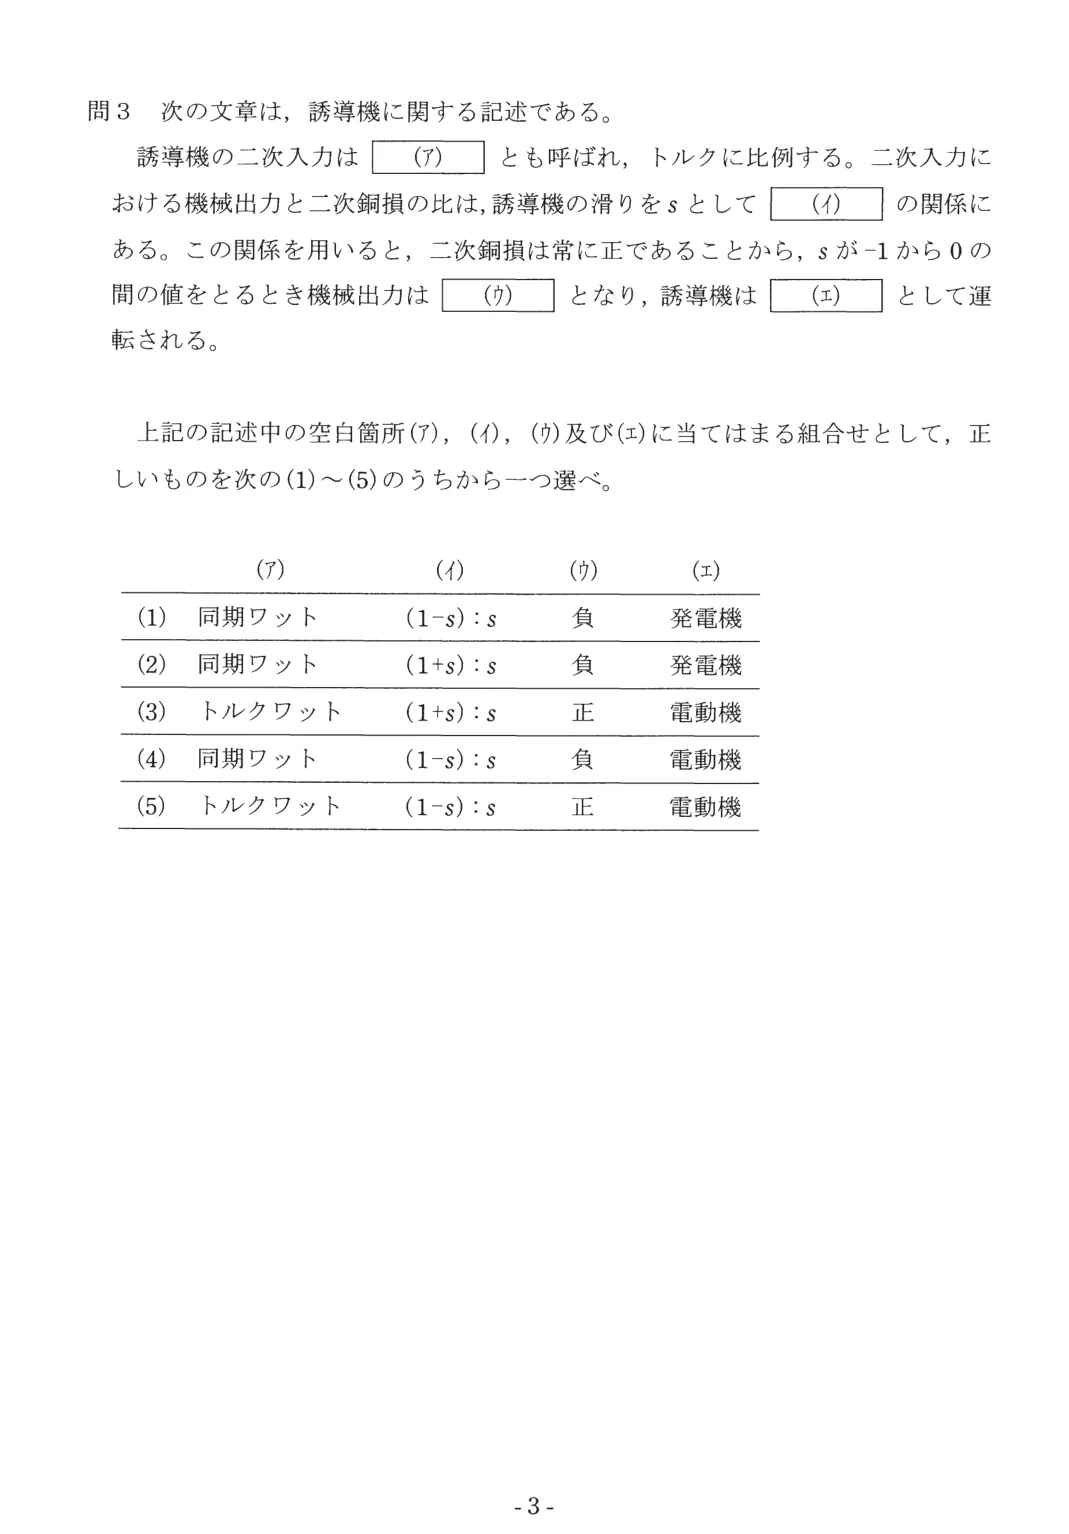 問３　次の文章は，誘導機に関する記述である。
誘導機の二次入力は (ア) とも呼ばれ，トルクに比例する。二次入力に
おける機械出力と二次銅損の比は，誘導機の滑りをsとして (イ) の関係に
ある。この関係を用いると，二次銅損は常に正であることから，sが-1から0の
間の値をとるとき機械出力は (ウ) となり，誘導機は (エ) として運
転される。
上記の記述中の空白箇所(ア)，(イ)，(ウ)及び(エ)に当てはまる組合せとして，正
しいものを次の(1)～(5)のうちから一つ選べ。
(ア) (イ) (ウ) (エ)
(1) 同期ワット (1-s)：s 負 発電機
(2) 同期ワット (1+s)：s 負 発電機
(3) トルクワット (1+s)：s 正 電動機
(4) 同期ワット (1-s)：s 負 電動機
(5) トルクワット (1-s)：s 正 電動機
- 3 -